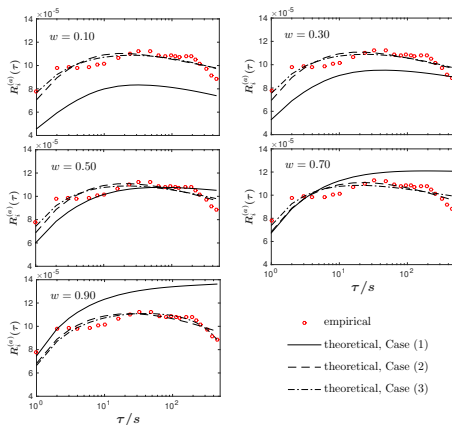 ×10⁻⁵
w = 0.10
14
12
10
8
6
4
R_i^(a)(τ)
×10⁻⁵
w = 0.30
14
12
10
8
6
4
R_i^(a)(τ)
×10⁻⁵
w = 0.50
14
12
10
8
6
4
R_i^(a)(τ)
×10⁻⁵
w = 0.70
14
12
10
8
6
4
R_i^(a)(τ)
10⁰ 10¹ 10²
τ/s
×10⁻⁵
w = 0.90
14
12
10
8
6
4
R_i^(a)(τ)
10⁰ 10¹ 10²
τ/s
empirical
theoretical, Case (1)
theoretical, Case (2)
theoretical, Case (3)